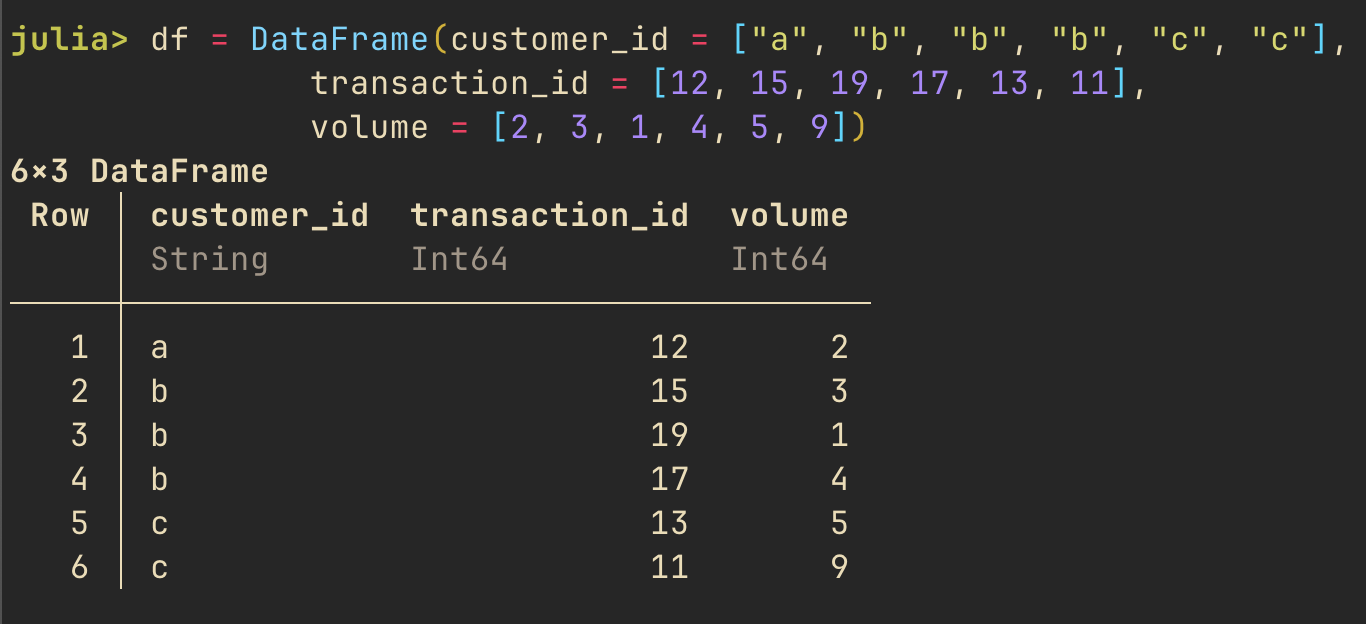 julia> df = DataFrame(customer_id = ["a", "b", "b", "b", "c", "c"],
transaction_id = [12, 15, 19, 17, 13, 11],
volume = [2, 3, 1, 4, 5, 9])
6×3 DataFrame
Row customer_id transaction_id volume
String Int64 Int64
1 a 12 2
2 b 15 3
3 b 19 1
4 b 17 4
5 c 13 5
6 c 11 9